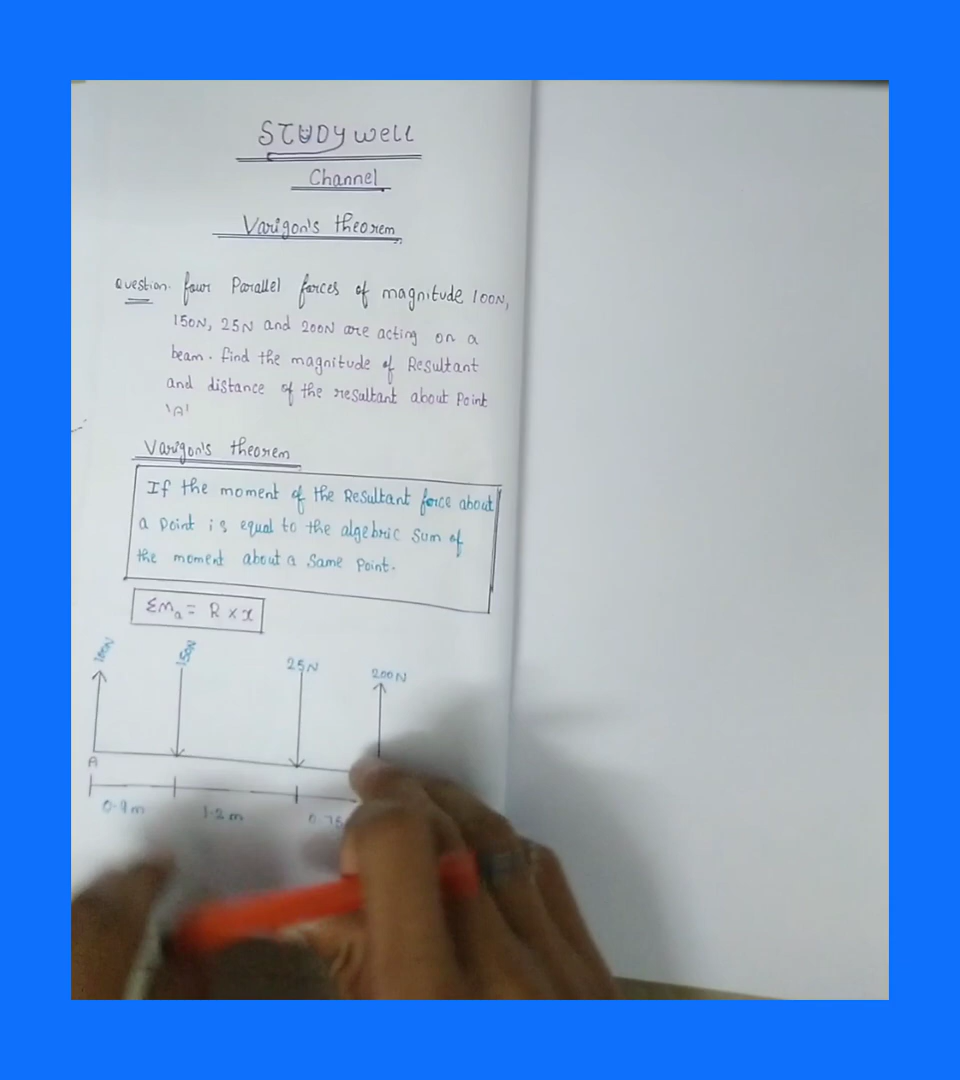 STUDY well
Channel
Varigon's theorem
Question. four Parallel forces of magnitude 100N,
150N, 25N and 200N are acting on a
beam. find the magnitude of Resultant
and distance of the resultant about Point
'A'
Varigon's theorem
If the moment of the Resultant force about
a Point is equal to the algebric Sum of
the moment about a Same Point.
ΣMa = R × x
100N 150N 25N 200N
A
0.9m 1.2m